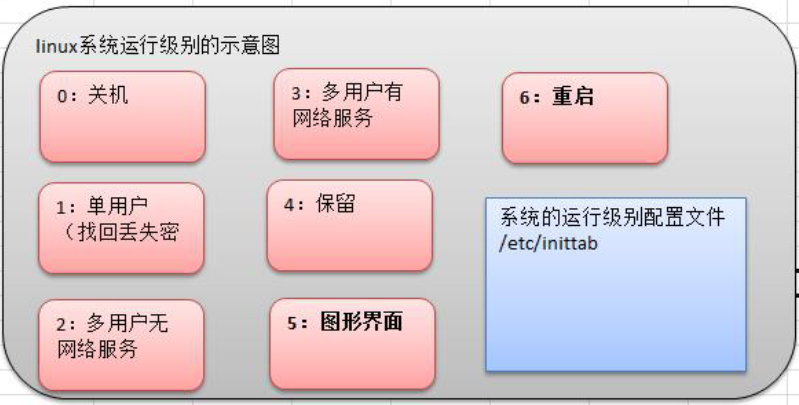 linux系统运行级别的示意图
0：关机
1：单用户
（找回丢失密
2：多用户无
网络服务
3：多用户有
网络服务
4：保留
5：图形界面
6：重启
系统的运行级别配置文件
/etc/inittab